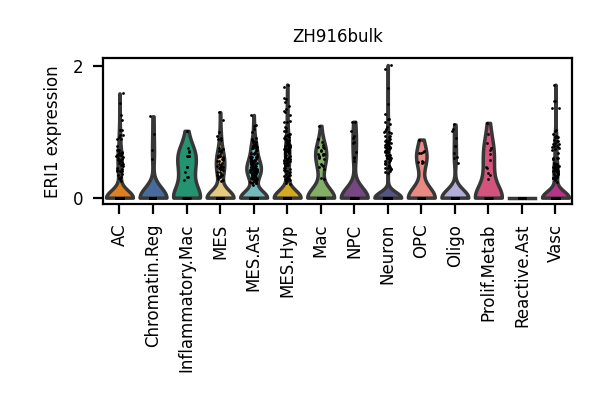 ZH916bulk
ERI1 expression
2
0
AC
Chromatin.Reg
Inflammatory.Mac
MES
MES.Ast
MES.Hyp
Mac
NPC
Neuron
OPC
Oligo
Prolif.Metab
Reactive.Ast
Vasc